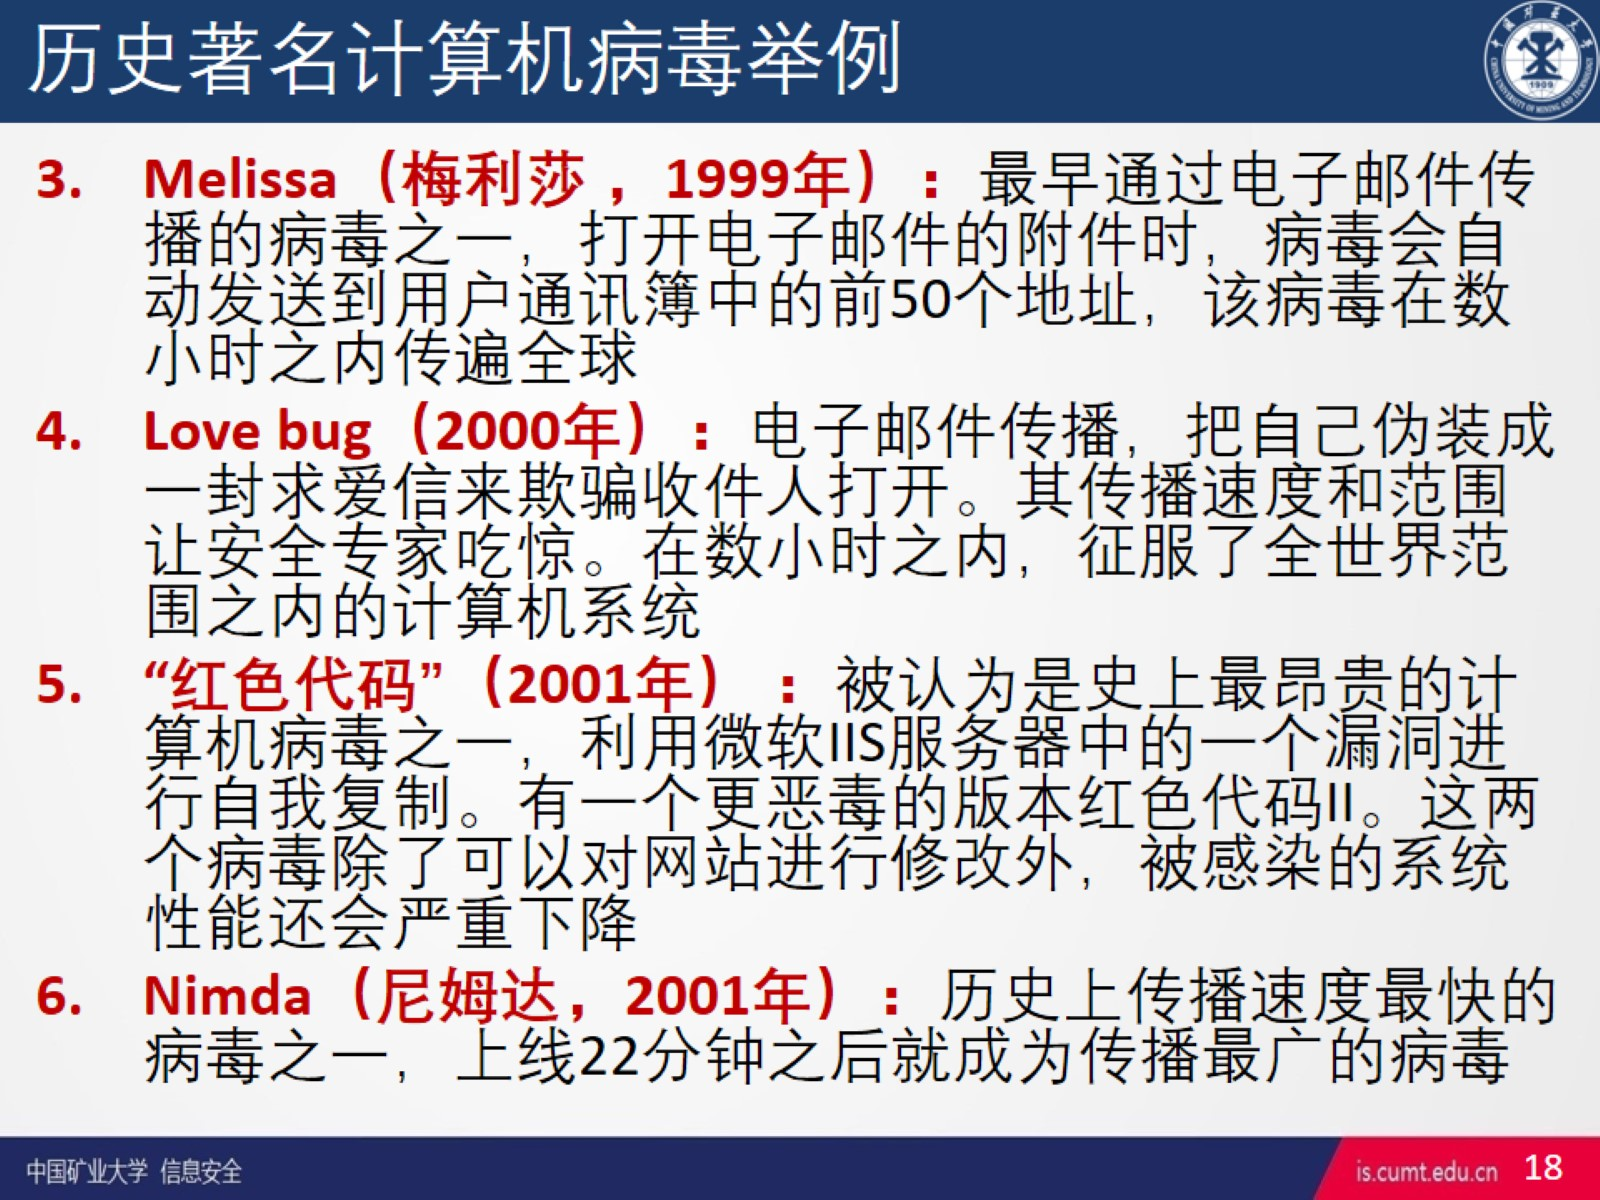 历史著名计算机病毒举例
中国矿业大学
CHINA UNIVERSITY OF MINING AND TECHNOLOGY
1909
3. Melissa（梅利莎，1999年）：最早通过电子邮件传
播的病毒之一，打开电子邮件的附件时，病毒会自
动发送到用户通讯簿中的前50个地址，该病毒在数
小时之内传遍全球
4. Love bug（2000年）：电子邮件传播，把自己伪装成
一封求爱信来欺骗收件人打开。其传播速度和范围
让安全专家吃惊。在数小时之内，征服了全世界范
围之内的计算机系统
5. “红色代码”（2001年）：被认为是史上最昂贵的计
算机病毒之一，利用微软IIS服务器中的一个漏洞进
行自我复制。有一个更恶毒的版本红色代码II。这两
个病毒除了可以对网站进行修改外，被感染的系统
性能还会严重下降
6. Nimda（尼姆达，2001年）：历史上传播速度最快的
病毒之一，上线22分钟之后就成为传播最广的病毒
中国矿业大学 信息安全
is.cumt.edu.cn 18